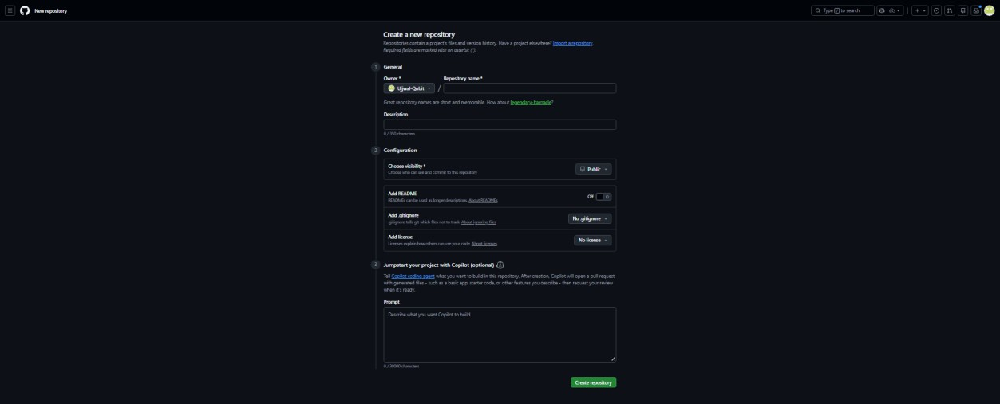 New repository
Type / to search
Create a new repository
Repositories contain a project's files and version history. Have a project elsewhere? Import a repository.
Required fields are marked with an asterisk (*).
1 General
Owner * Repository name *
Ujjwal-Qubit /
Great repository names are short and memorable. How about legendary-barnacle?
Description
0 / 350 characters
2 Configuration
Choose visibility * Public
Choose who can see and commit to this repository
Add README Off
READMEs can be used as longer descriptions. About READMEs
Add .gitignore No .gitignore
.gitignore tells git which files not to track. About ignoring files
Add license No license
Licenses explain how others can use your code. About licenses
3 Jumpstart your project with Copilot (optional)
Tell Copilot coding agent what you want to build in this repository. After creation, Copilot will open a pull request
with generated files - such as a basic app, starter code, or other features you describe - then request your review
when it's ready.
Prompt
Describe what you want Copilot to build
0 / 30000 characters
Create repository